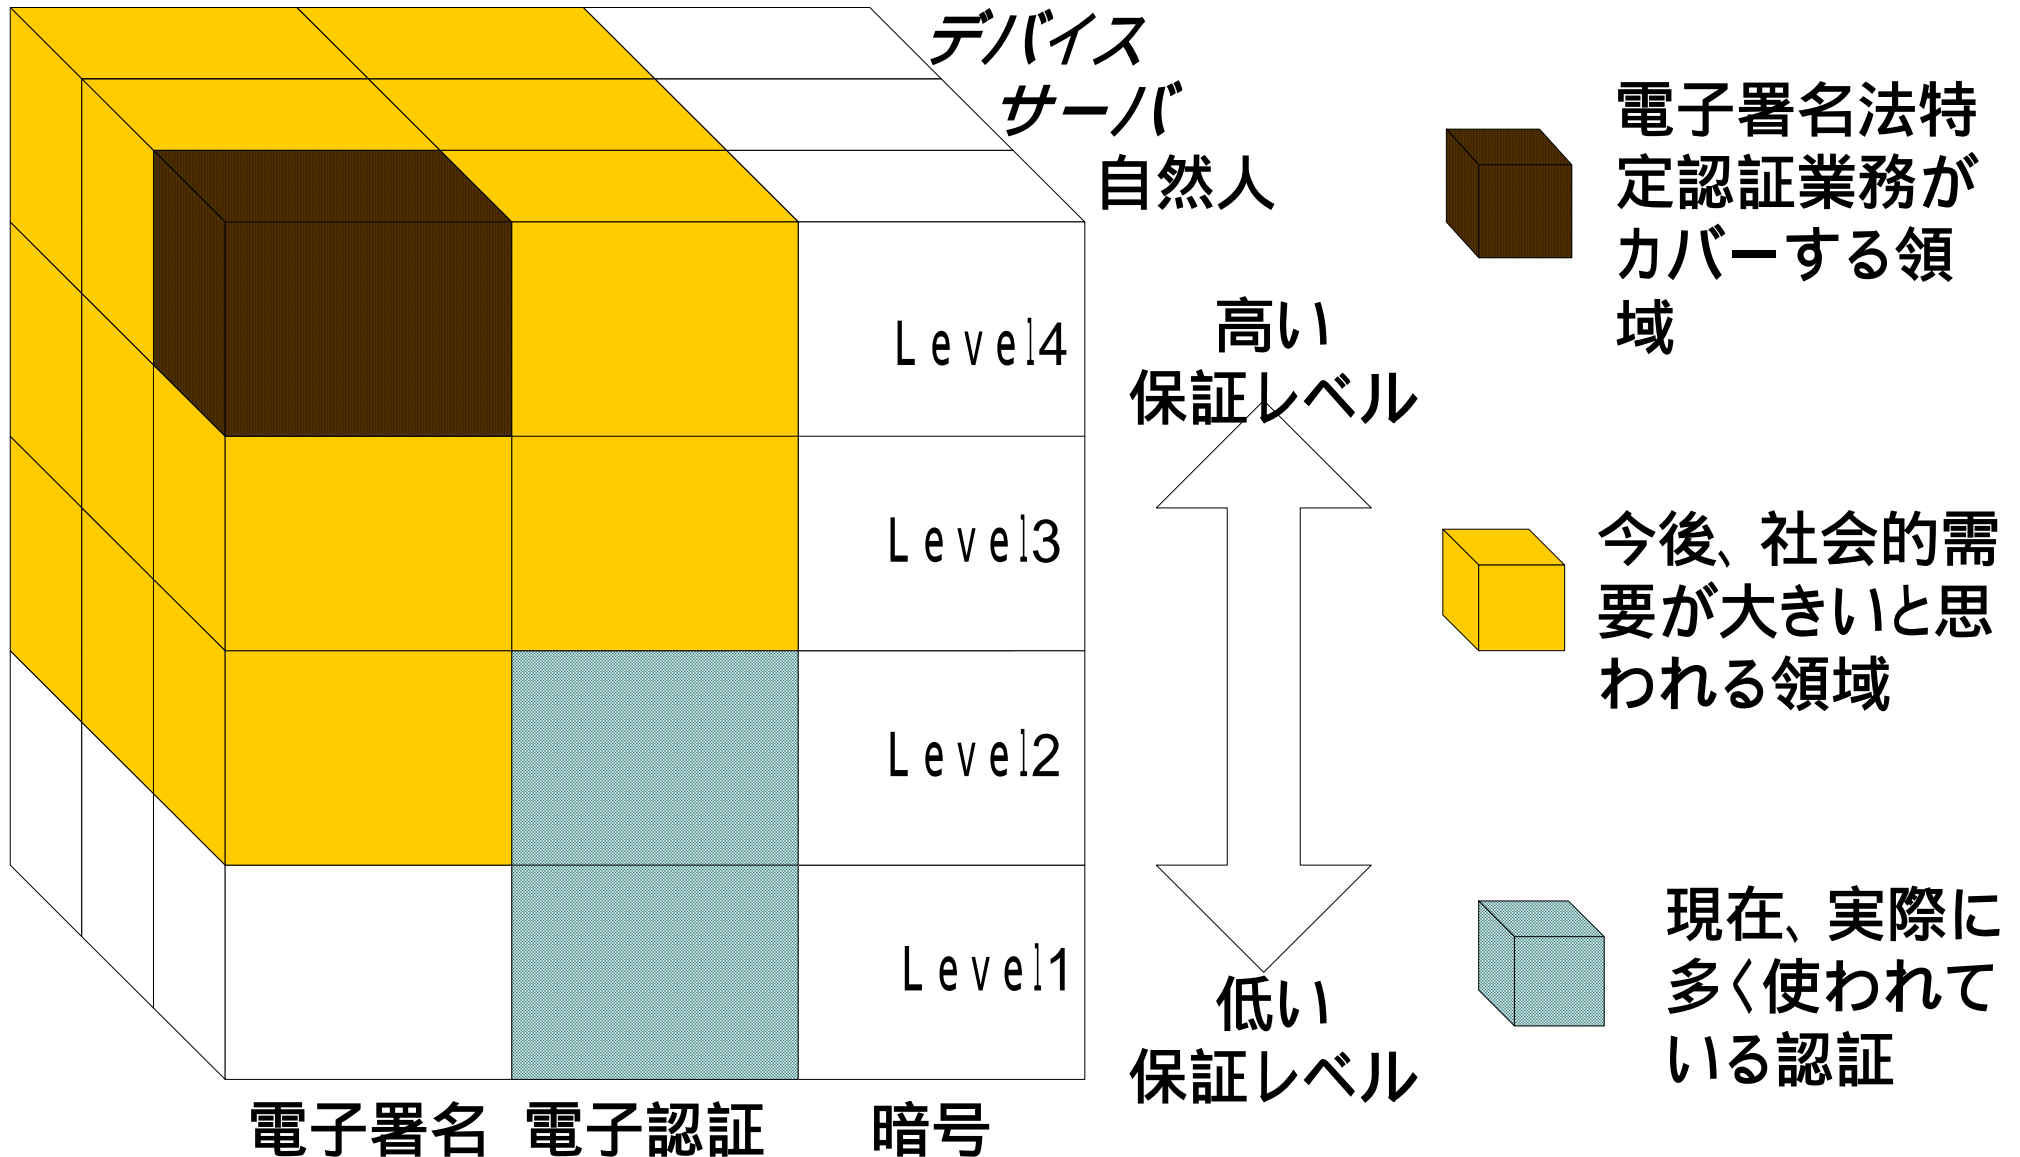 デバイス
サーバ
自然人
Level4
Level3
Level2
Level1
電子署名
電子認証
暗号
高い
保証レベル
低い
保証レベル
電子署名法特
定認証業務が
カバーする領
域
今後、社会的需
要が大きいと思
われる領域
現在、実際に
多く使われて
いる認証